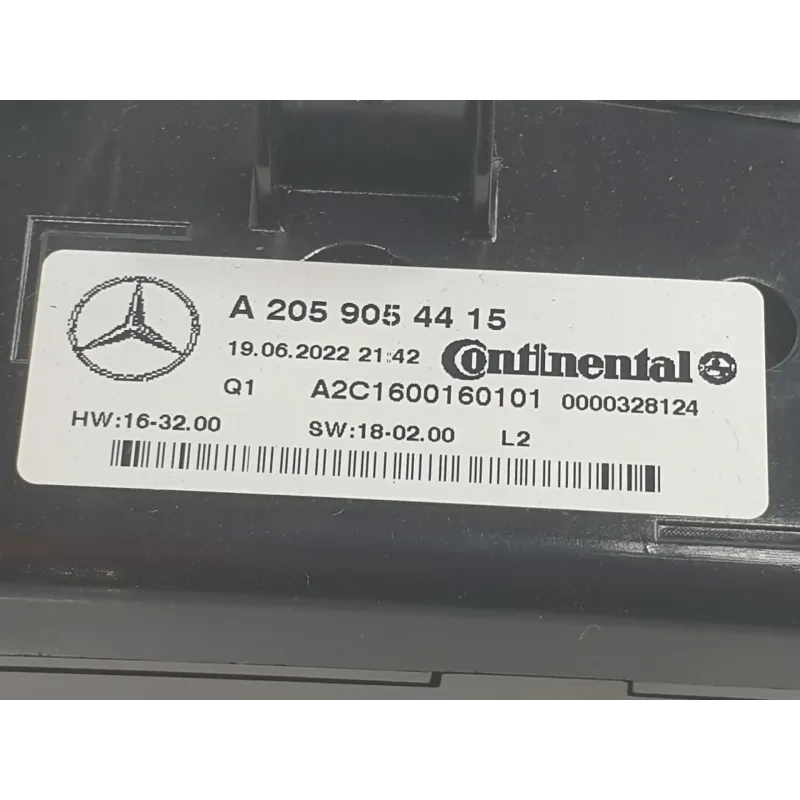 A 205 905 44 15
19.06.2022 21:42 Continental
Q1 A2C1600160101 0000328124
HW:16-32.00 SW:18-02.00 L2